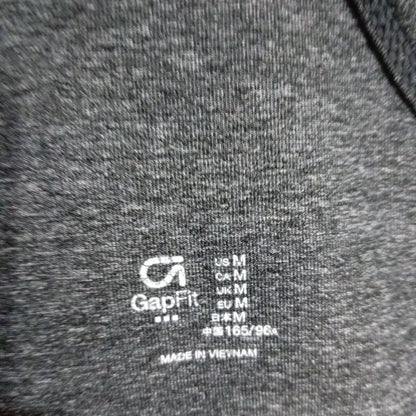 GapFit
US M
CA M
UK M
EU M
日本 M
中国 165/96A
MADE IN VIETNAM